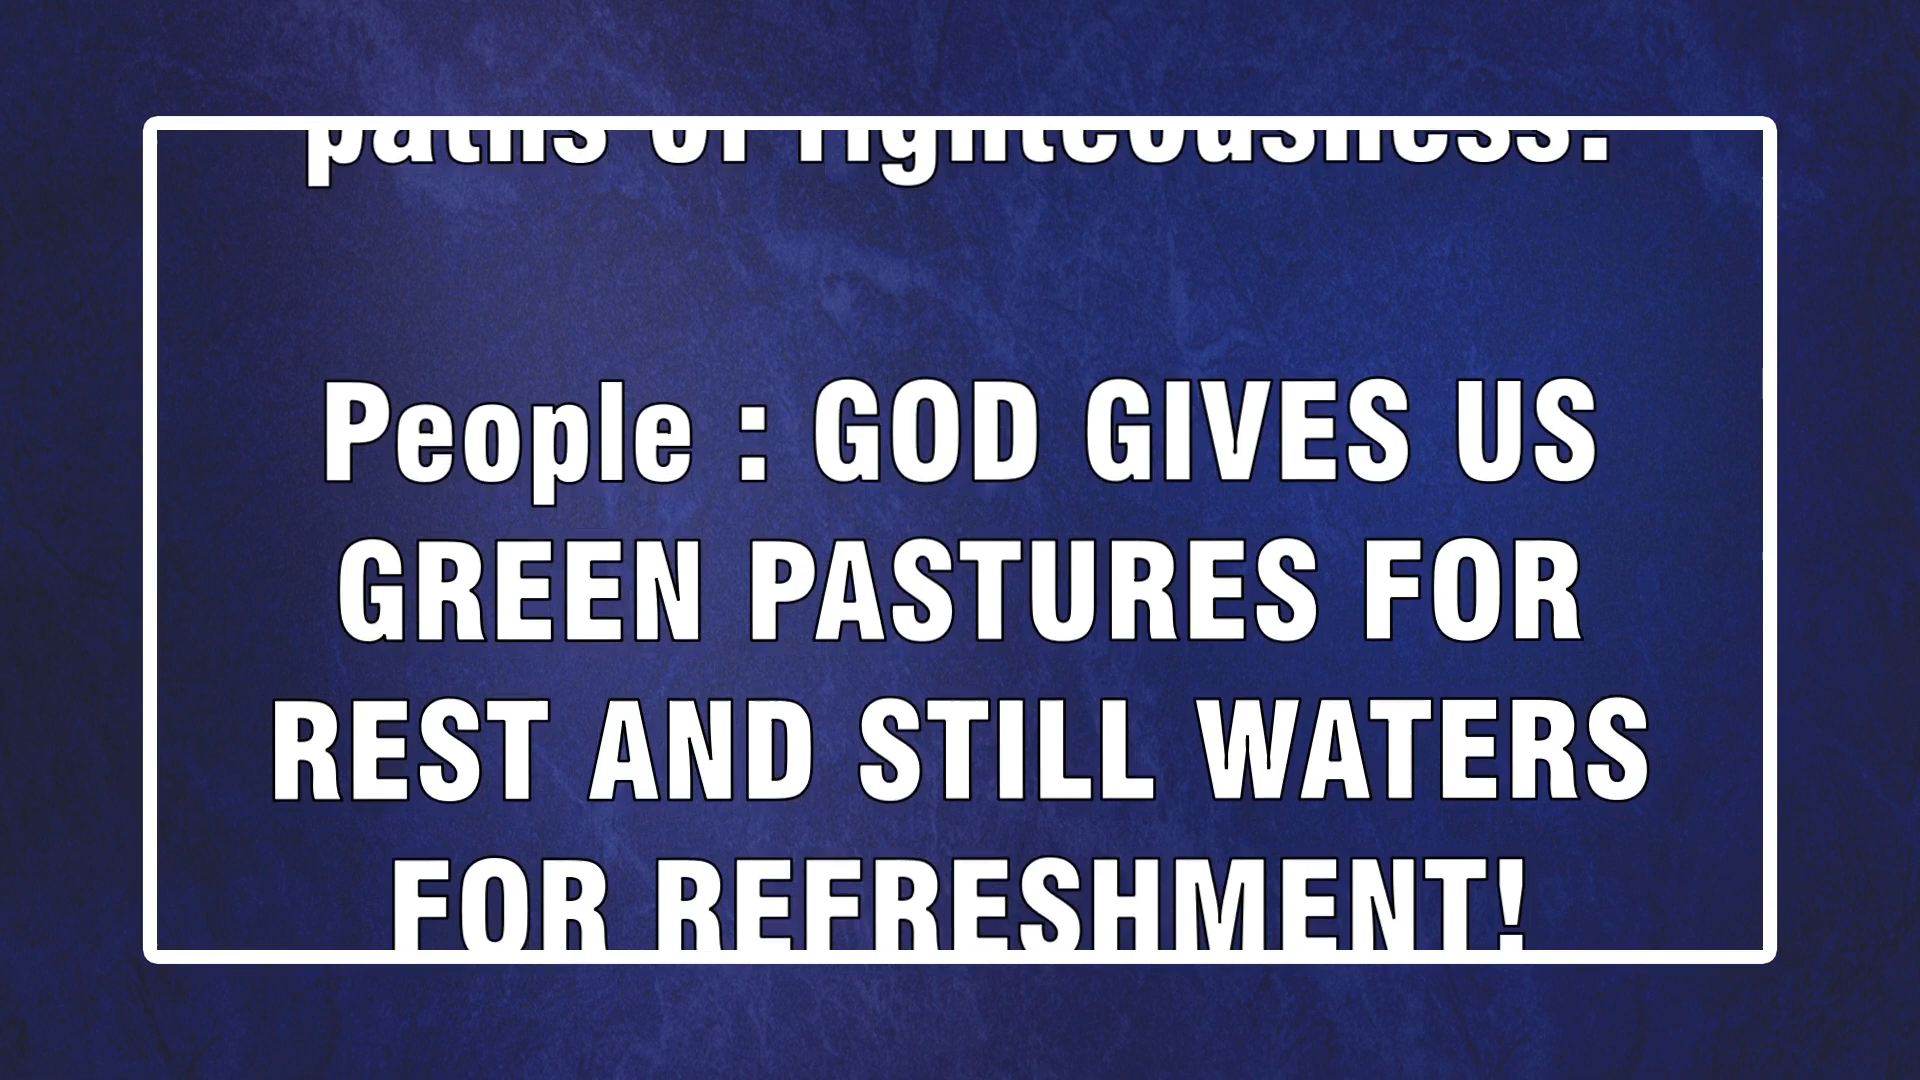 paths of righteousness.
People : GOD GIVES US
GREEN PASTURES FOR
REST AND STILL WATERS
FOR REFRESHMENT!